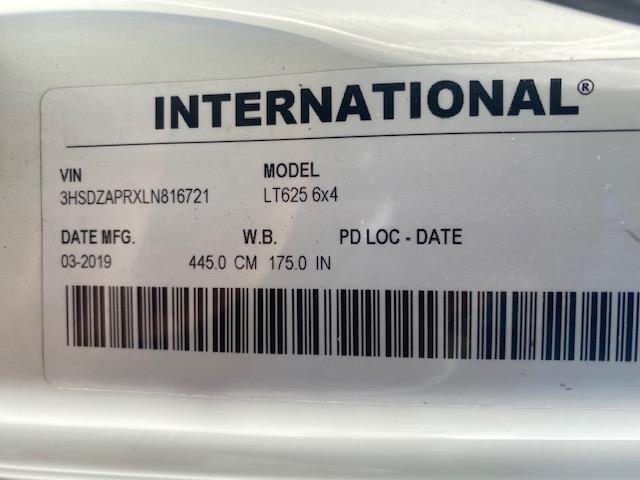 INTERNATIONAL®
VIN MODEL
3HSDZAPRXLN816721 LT625 6x4
DATE MFG. W.B. PD LOC - DATE
03-2019 445.0 CM 175.0 IN